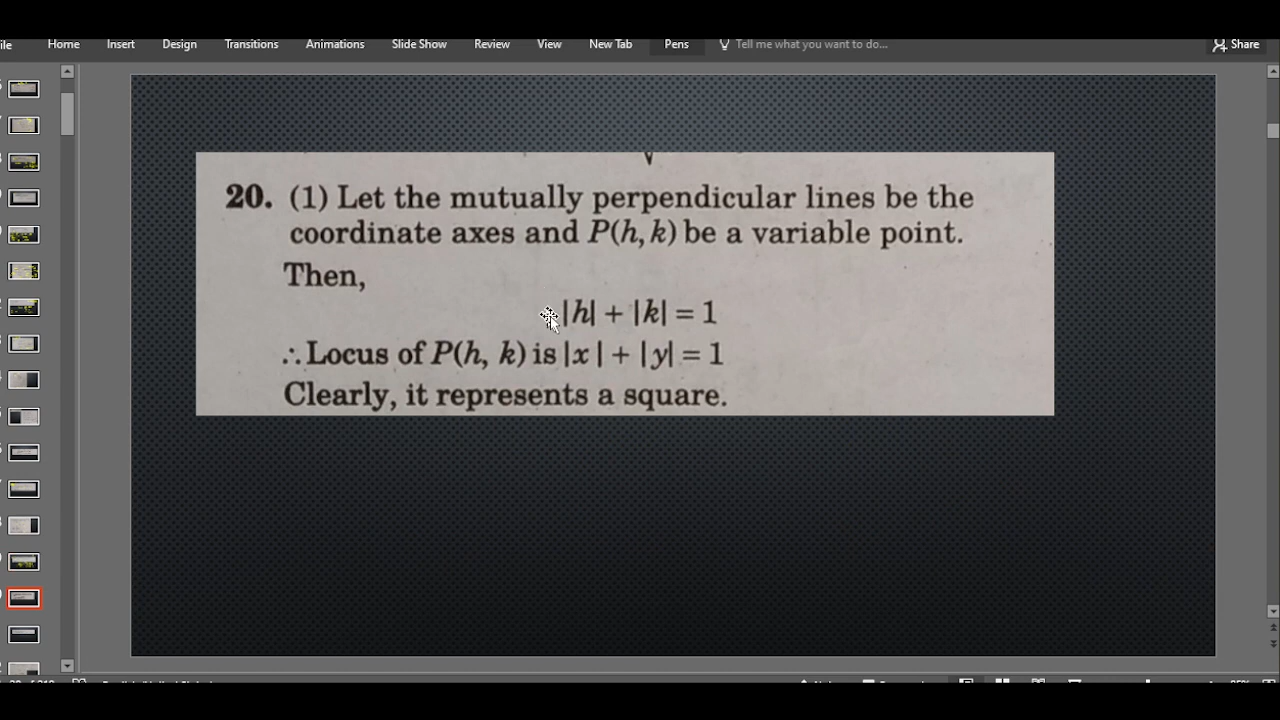 ile Home Insert Design Transitions Animations Slide Show Review View New Tab Pens Tell me what you want to do... Share
20. (1) Let the mutually perpendicular lines be the
coordinate axes and P(h, k) be a variable point.
Then,
|h| + |k| = 1
∴ Locus of P(h, k) is |x| + |y| = 1
Clearly, it represents a square.